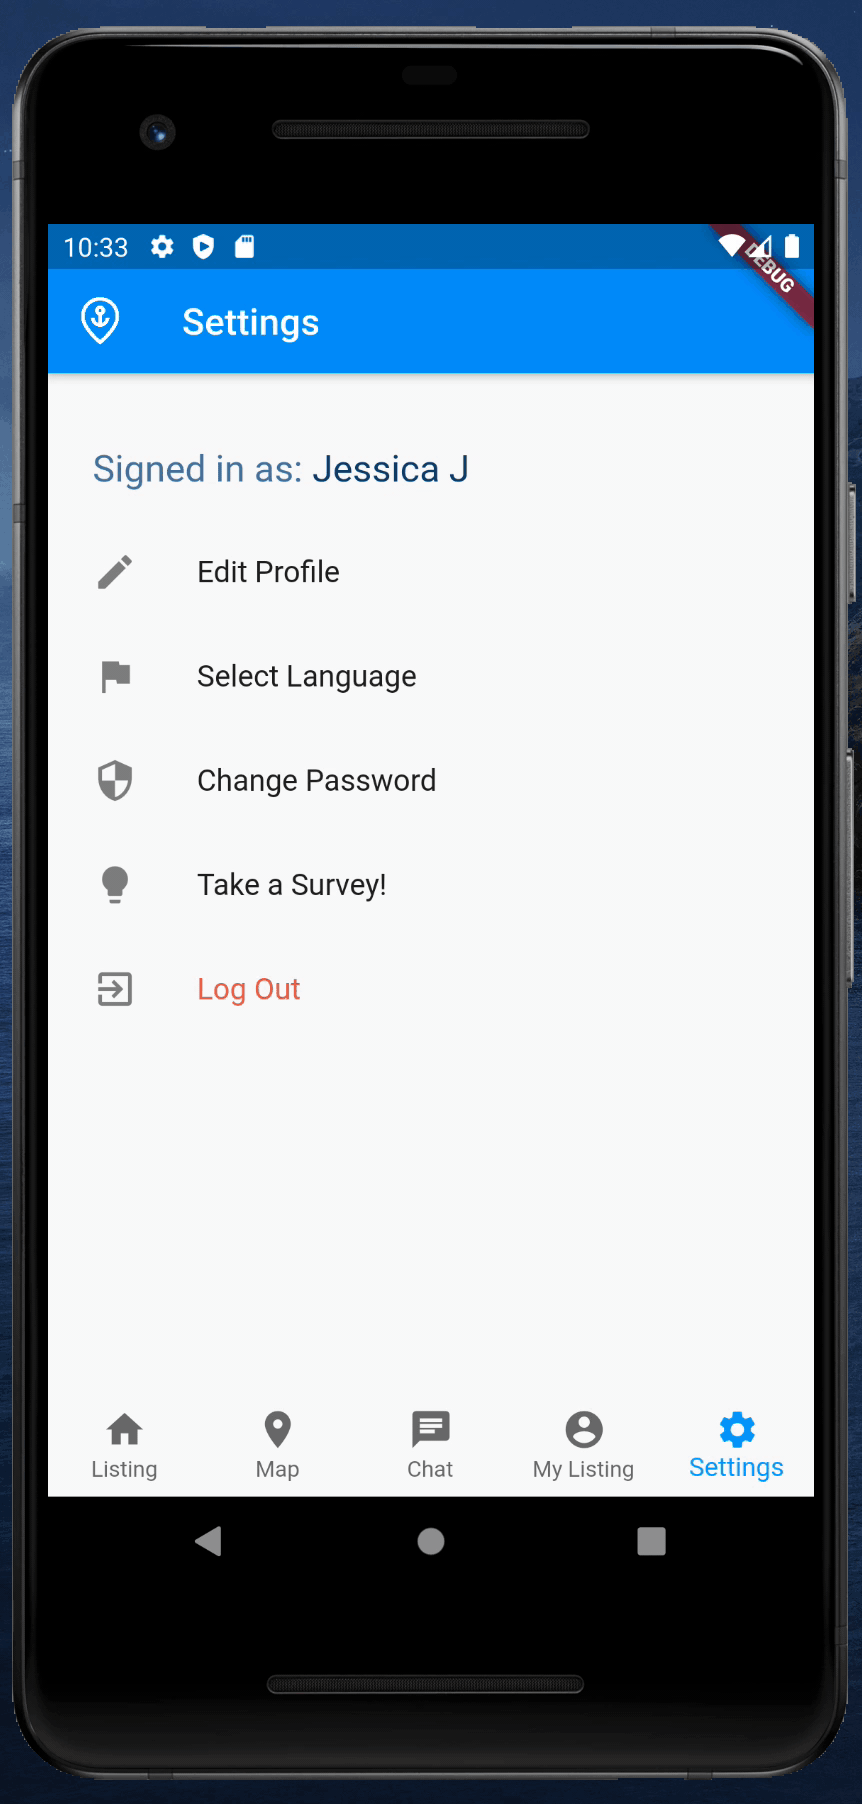 10:33
DEBUG
Settings
Signed in as: Jessica J
Edit Profile
Select Language
Change Password
Take a Survey!
Log Out
Listing
Map
Chat
My Listing
Settings